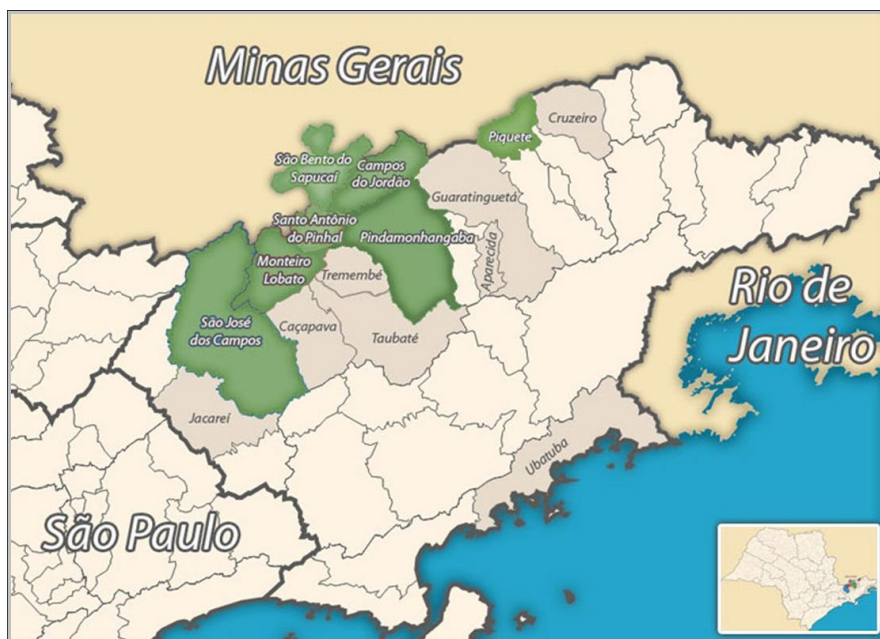 Minas Gerais
Cruzeiro
Piquete
São Bento do
Sapucaí
Campos
do Jordão
Guaratinguetá
Santo Antônio
do Pinhal
Pindamonhangaba
Aparecida
Monteiro
Lobato
Tremembé
Rio de
Janeiro
São José
dos Campos
Caçapava
Taubaté
Jacareí
Ubatuba
São Paulo